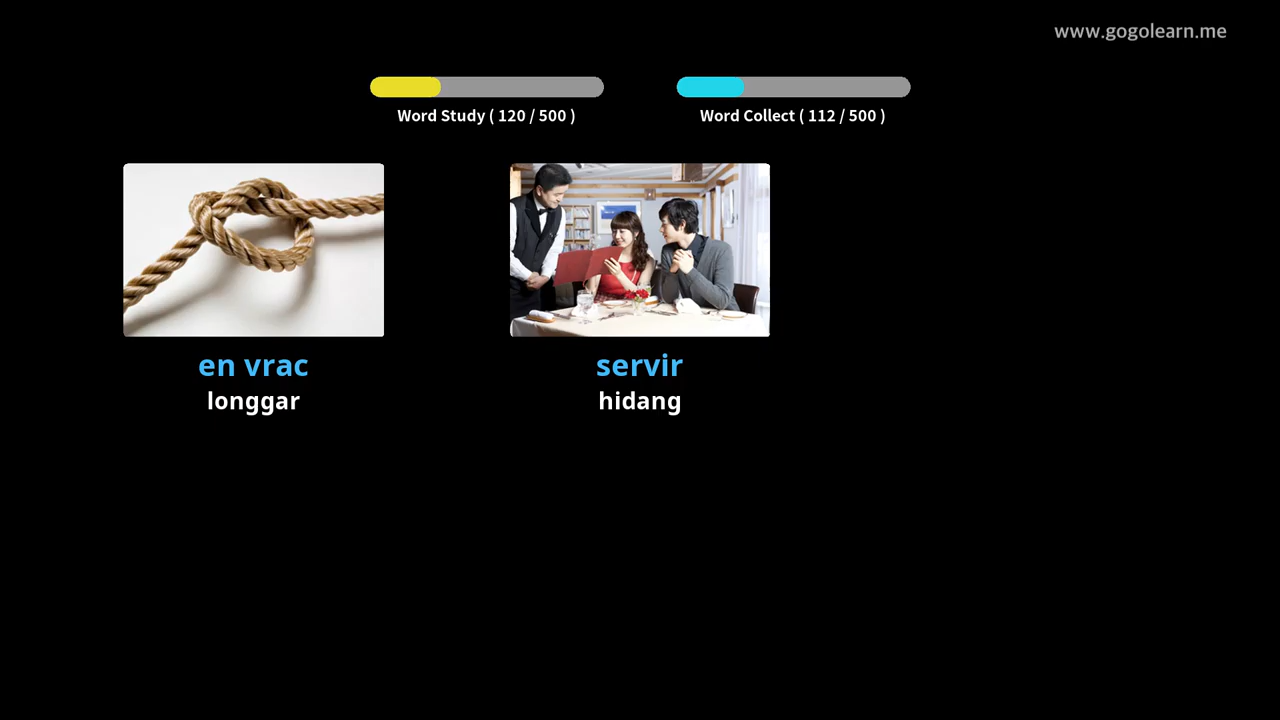 www.gogolearn.me
Word Study ( 120 / 500 )
Word Collect ( 112 / 500 )
en vrac
longgar
servir
hidang